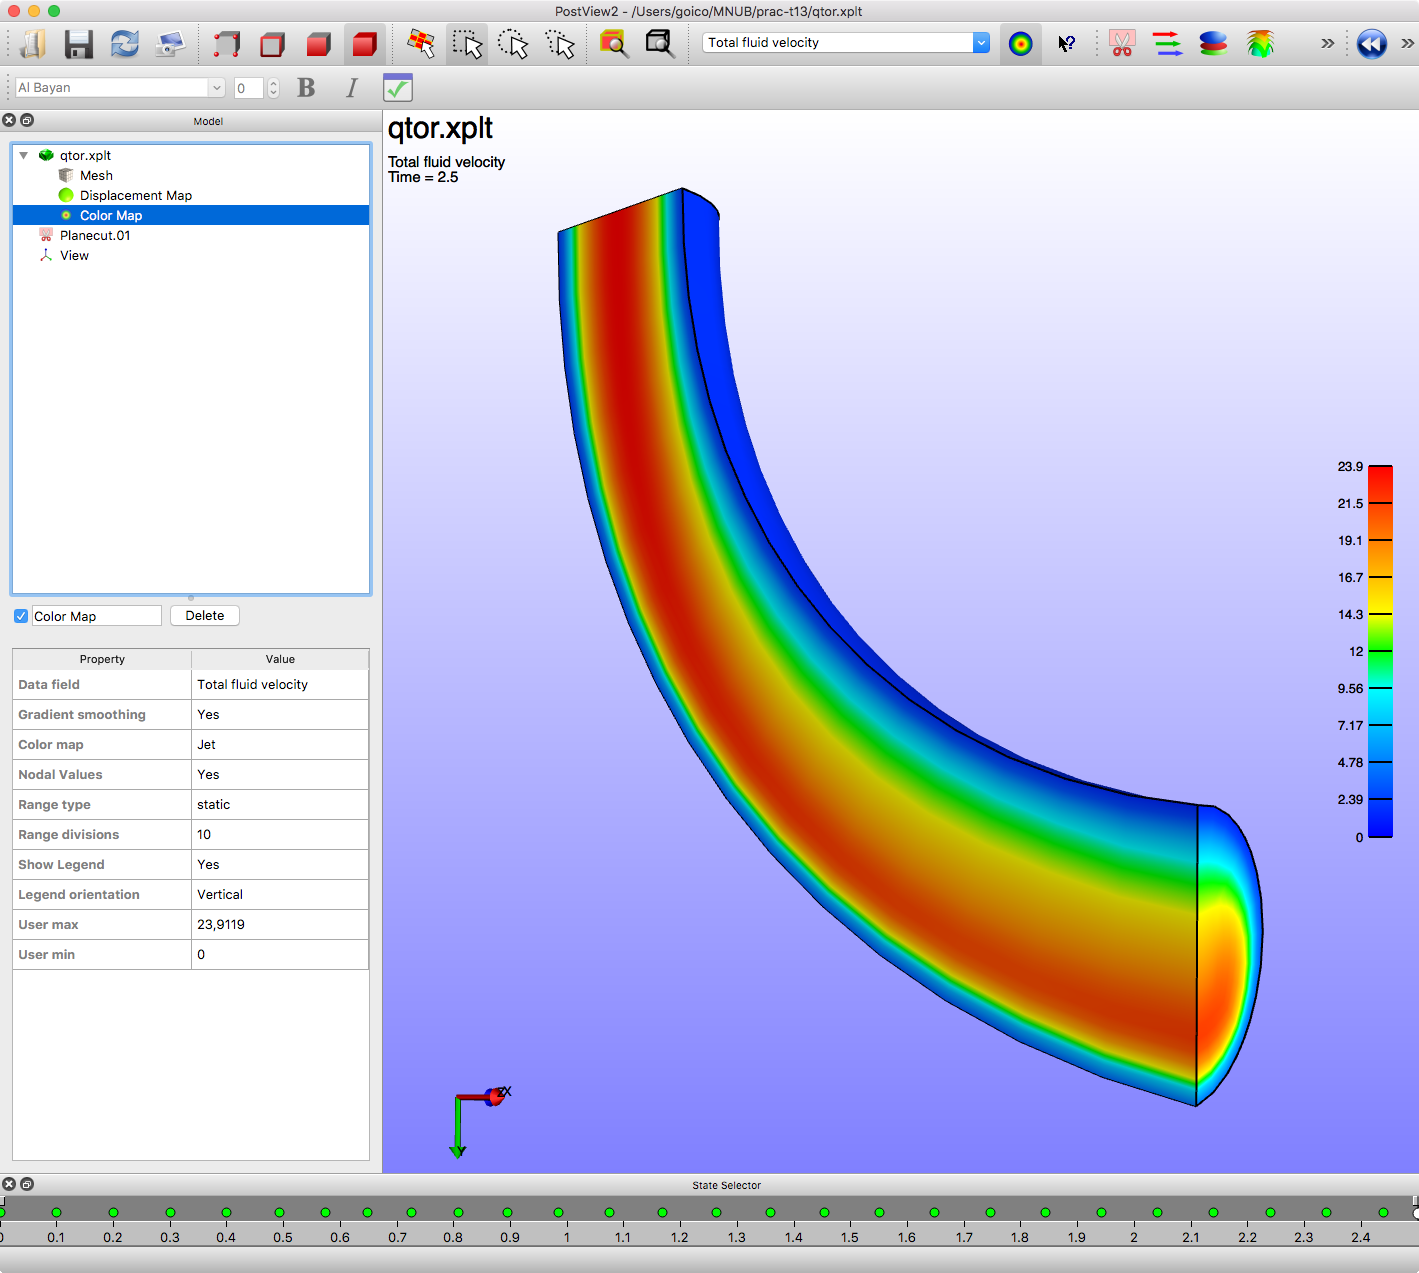 PostView2 - /Users/goico/MNUB/prac-t13/qtor.xplt
Total fluid velocity
Al Bayan
0
B
I
Model
qtor.xplt
Mesh
Displacement Map
Color Map
Planecut.01
View
Color Map
Delete
Property Value
Data field Total fluid velocity
Gradient smoothing Yes
Color map Jet
Nodal Values Yes
Range type static
Range divisions 10
Show Legend Yes
Legend orientation Vertical
User max 23,9119
User min 0
qtor.xplt
Total fluid velocity
Time = 2.5
23.9
21.5
19.1
16.7
14.3
12
9.56
7.17
4.78
2.39
0
X
Y
State Selector
0 0.1 0.2 0.3 0.4 0.5 0.6 0.7 0.8 0.9 1 1.1 1.2 1.3 1.4 1.5 1.6 1.7 1.8 1.9 2 2.1 2.2 2.3 2.4